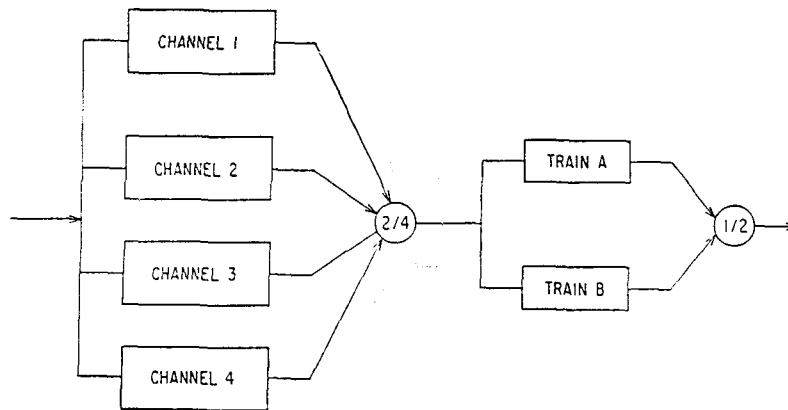 CHANNEL 1
CHANNEL 2
CHANNEL 3
CHANNEL 4
2/4
TRAIN A
TRAIN B
1/2